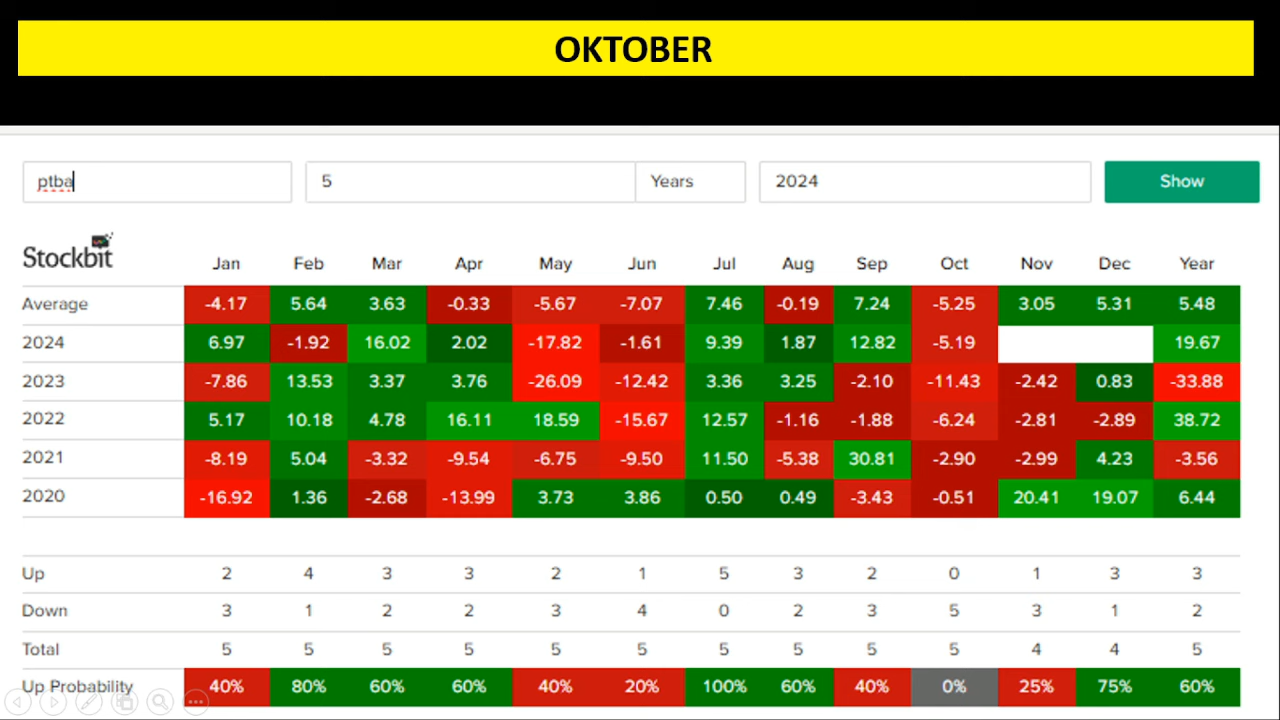 OKTOBER
ptba 5 Years 2024 Show
Stockbit Jan Feb Mar Apr May Jun Jul Aug Sep Oct Nov Dec Year
Average -4.17 5.64 3.63 -0.33 -5.67 -7.07 7.46 -0.19 7.24 -5.25 3.05 5.31 5.48
2024 6.97 -1.92 16.02 2.02 -17.82 -1.61 9.39 1.87 12.82 -5.19 19.67
2023 -7.86 13.53 3.37 3.76 -26.09 -12.42 3.36 3.25 -2.10 -11.43 -2.42 0.83 -33.88
2022 5.17 10.18 4.78 16.11 18.59 -15.67 12.57 -1.16 -1.88 -6.24 -2.81 -2.89 38.72
2021 -8.19 5.04 -3.32 -9.54 -6.75 -9.50 11.50 -5.38 30.81 -2.90 -2.99 4.23 -3.56
2020 -16.92 1.36 -2.68 -13.99 3.73 3.86 0.50 0.49 -3.43 -0.51 20.41 19.07 6.44
Up 2 4 3 3 2 1 5 3 2 0 1 3 3
Down 3 1 2 2 3 4 0 2 3 5 3 1 2
Total 5 5 5 5 5 5 5 5 5 5 4 4 5
Up Probability 40% 80% 60% 60% 40% 20% 100% 60% 40% 0% 25% 75% 60%